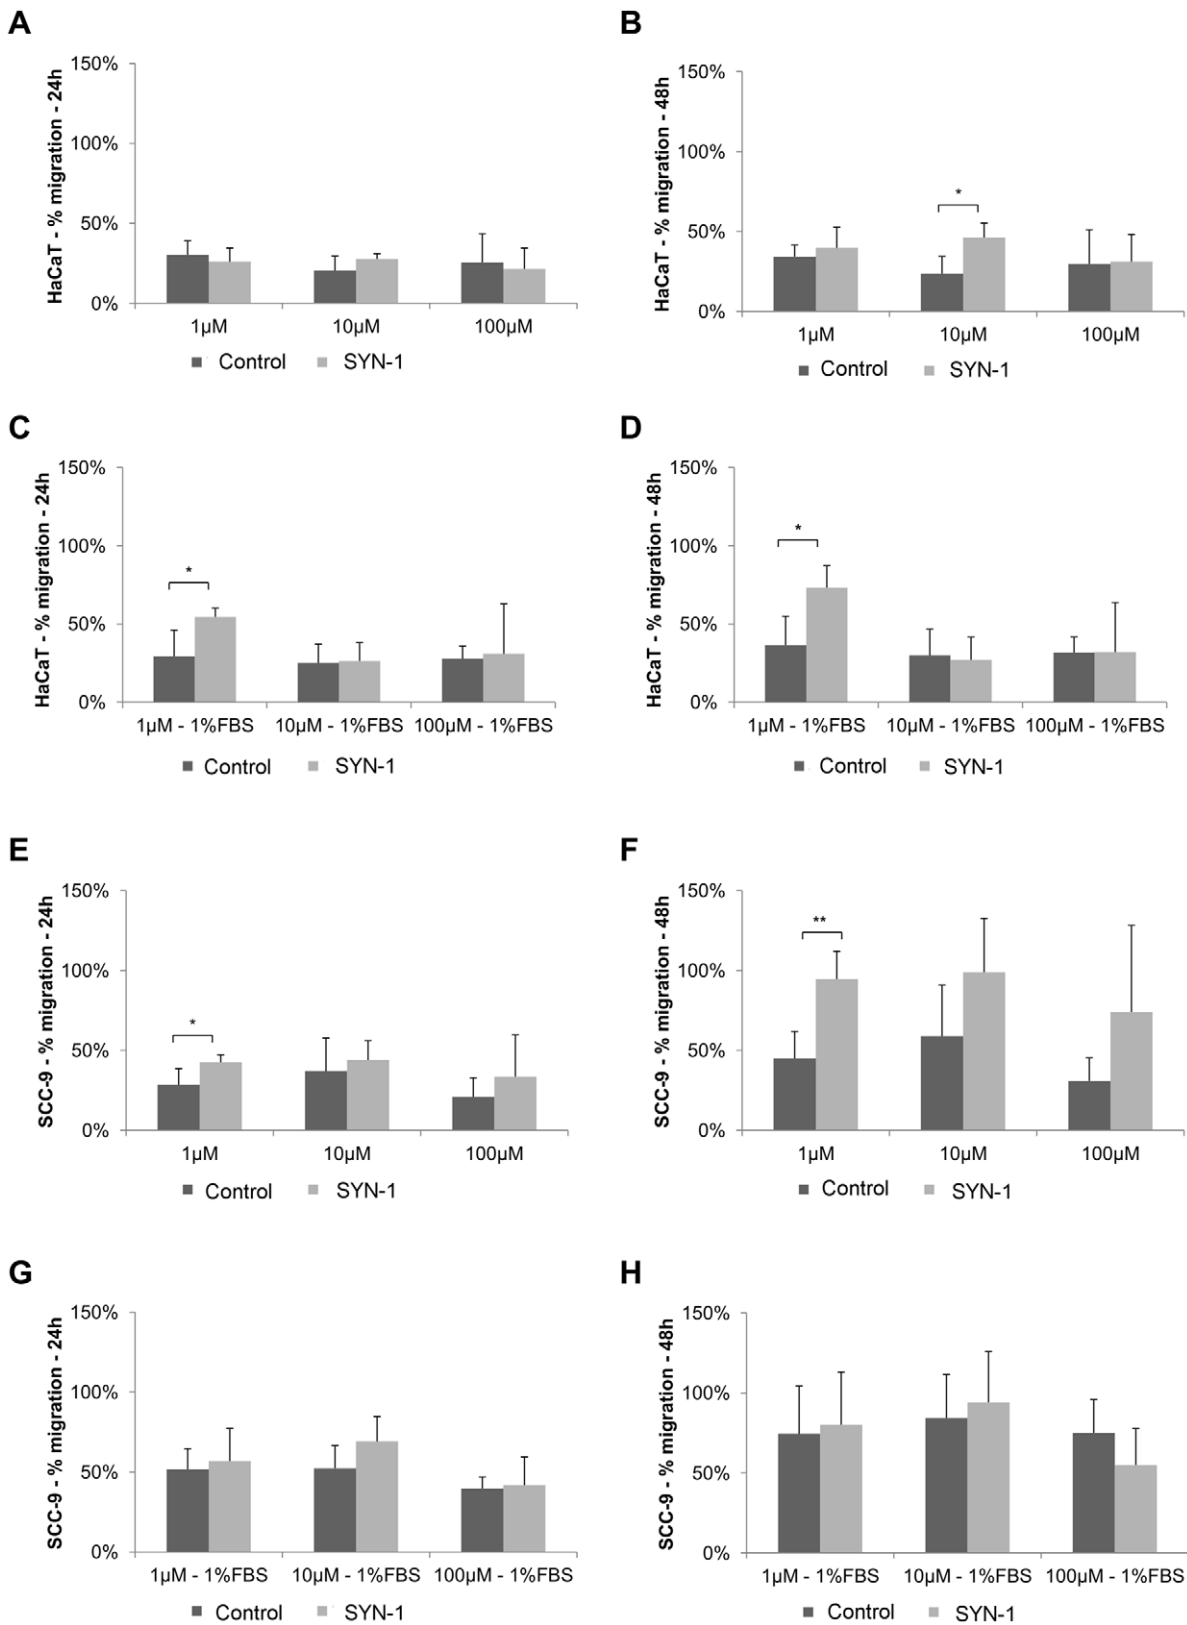 A
HaCaT - % migration - 24h
150%
100%
50%
0%
1µM 10µM 100µM
Control SYN-1
B
HaCaT - % migration - 48h
150%
100%
50%
0%
*
1µM 10µM 100µM
Control SYN-1
C
HaCaT - % migration - 24h
150%
100%
50%
0%
*
1µM - 1%FBS 10µM - 1%FBS 100µM - 1%FBS
Control SYN-1
D
HaCaT - % migration - 48h
150%
100%
50%
0%
*
1µM - 1%FBS 10µM - 1%FBS 100µM - 1%FBS
Control SYN-1
E
SCC-9 - % migration - 24h
150%
100%
50%
0%
*
1µM 10µM 100µM
Control SYN-1
F
SCC-9 - % migration - 48h
150%
100%
50%
0%
**
1µM 10µM 100µM
Control SYN-1
G
SCC-9 - % migration - 24h
150%
100%
50%
0%
1µM - 1%FBS 10µM - 1%FBS 100µM - 1%FBS
Control SYN-1
H
SCC-9 - % migration - 48h
150%
100%
50%
0%
1µM - 1%FBS 10µM - 1%FBS 100µM - 1%FBS
Control SYN-1